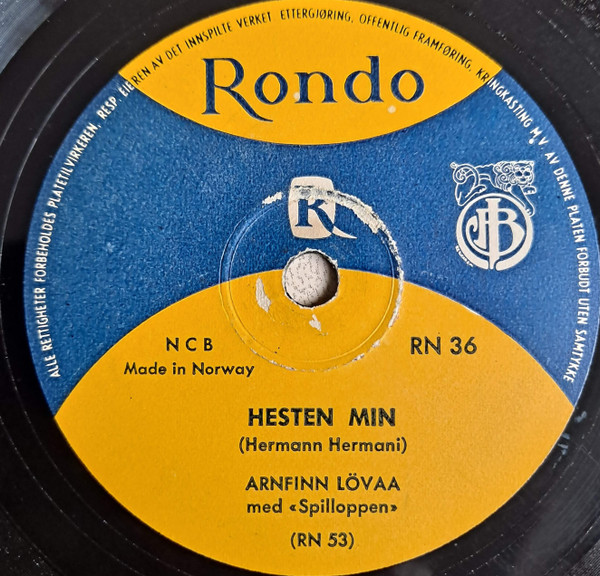 ALLE RETTIGHETER FORBEHOLDES PLATETILVIRKEREN, RESP. EIEREN AV DET INNSPILTE VERKET ETTERGJØRING, OFFENTLIG FRAMFØRING, KRINGKASTING M.V. AV DENNE PLATEN FORBUDT UTEN SAMTYKKE
Rondo
R
JB
N C B
RN 36
Made in Norway
HESTEN MIN
(Hermann Hermani)
ARNFINN LÖVAA
med «Spilloppen»
(RN 53)